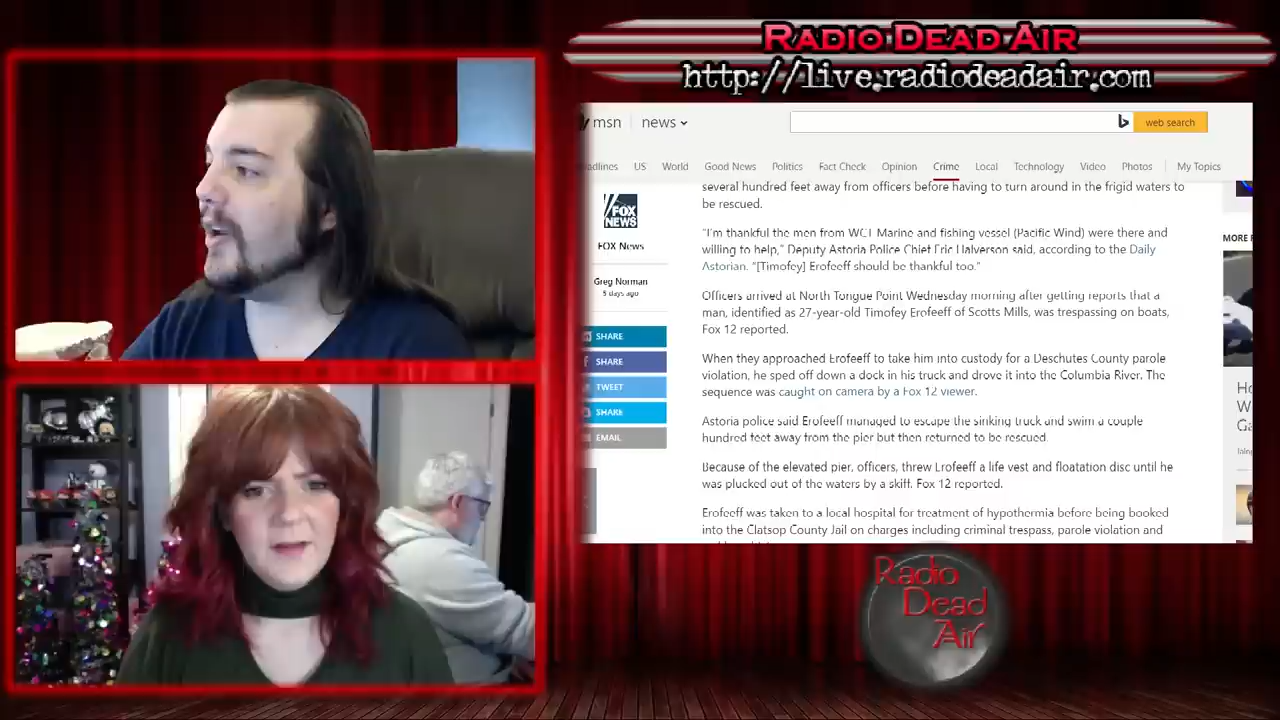 RADIO DEAD AIR
http://live.radiodeadair.com
msn news
web search
US World Good News Politics Fact Check Opinion Crime Local Technology Video Photos My Topics
several hundred feet away from officers before having to turn around in the frigid waters to
be rescued.
FOX
NEWS
FOX News
Greg Norman
5 days ago
SHARE
SHARE
TWEET
SHARE
EMAIL
"I'm thankful the men from WCT Marine and fishing vessel (Pacific Wind) were there and
willing to help," Deputy Astoria Police Chief Eric Halverson said, according to the Daily
Astorian. "[Timofey] Erofeeff should be thankful too."
Officers arrived at North Tongue Point Wednesday morning after getting reports that a
man, identified as 27-year-old Timofey Erofeeff of Scotts Mills, was trespassing on boats,
Fox 12 reported.
When they approached Erofeeff to take him into custody for a Deschutes County parole
violation, he sped off down a dock in his truck and drove it into the Columbia River. The
sequence was caught on camera by a Fox 12 viewer.
Astoria police said Erofeeff managed to escape the sinking truck and swim a couple
hundred feet away from the pier but then returned to be rescued.
Because of the elevated pier, officers, threw Erofeeff a life vest and floatation disc until he
was plucked out of the waters by a skiff, Fox 12 reported.
Erofeeff was taken to a local hospital for treatment of hypothermia before being booked
into the Clatsop County Jail on charges including criminal trespass, parole violation and
MORE
Radio
Dead
Air